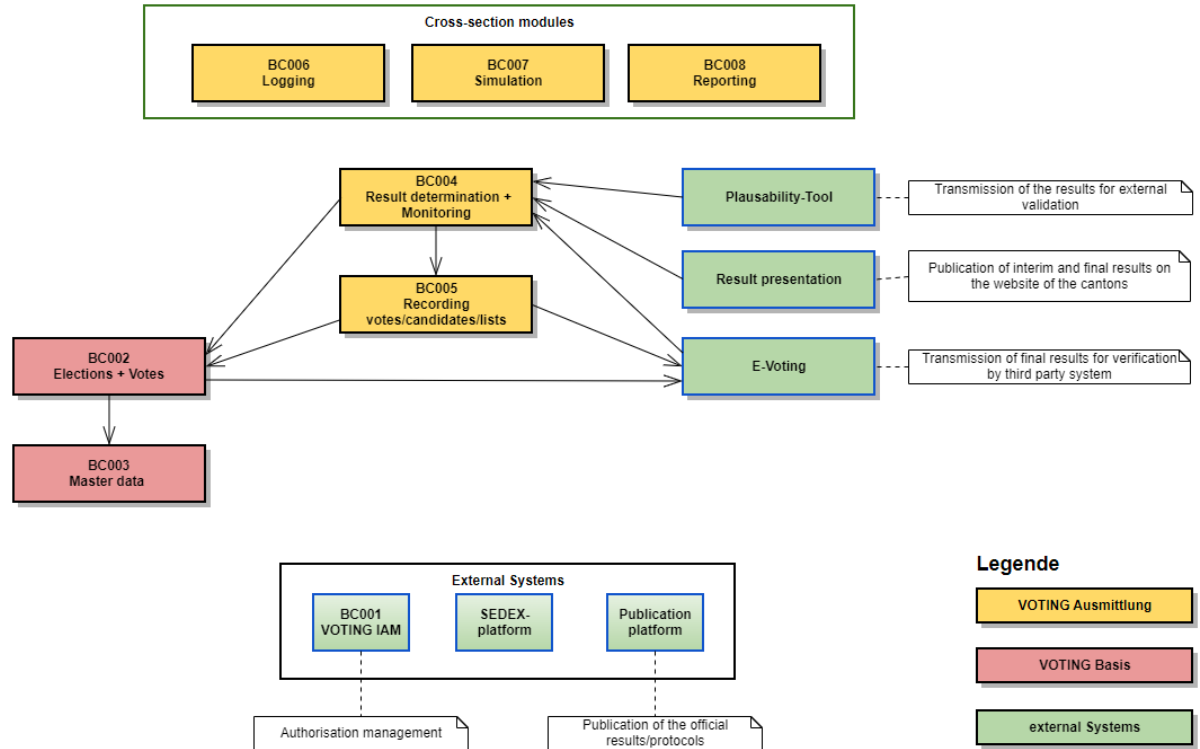 Cross-section modules
BC006
Logging
BC007
Simulation
BC008
Reporting
BC004
Result determination +
Monitoring
Plausability-Tool
Transmission of the results for external
validation
Result presentation
Publication of interim and final results on
the website of the cantons
BC005
Recording
votes/candidates/lists
BC002
Elections + Votes
E-Voting
Transmission of final results for verification
by third party system
BC003
Master data
External Systems
BC001
VOTING IAM
SEDEX-
platform
Publication
platform
Authorisation management
Publication of the official
results/protocols
Legende
VOTING Ausmittlung
VOTING Basis
external Systems